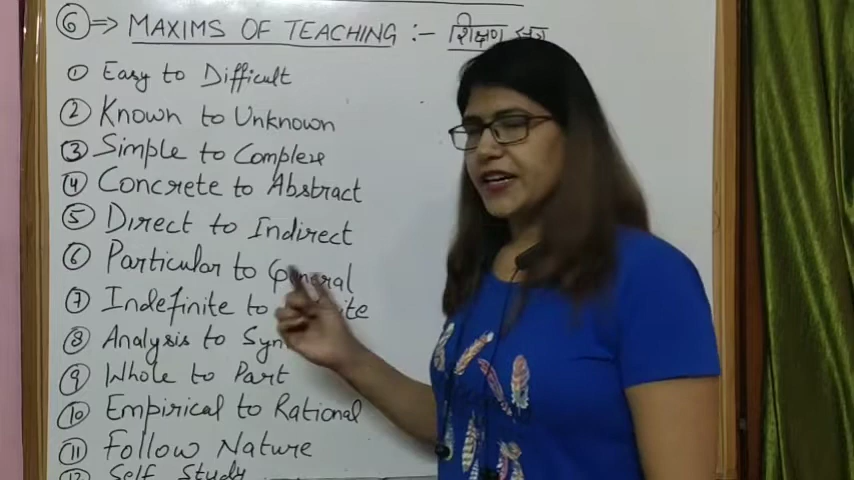 ⑥ ⇒ MAXIMS OF TEACHING :- शिक्षण
① Easy to Difficult
② Known to Unknown
③ Simple to Complexe
④ Concrete to Abstract
⑤ Direct to Indirect
⑥ Particular to General
⑦ Indefinite to
⑧ Analysis to
⑨ Whole to Part
⑩ Empirical to Rational
⑪ Follow Nature
⑫ Self Study